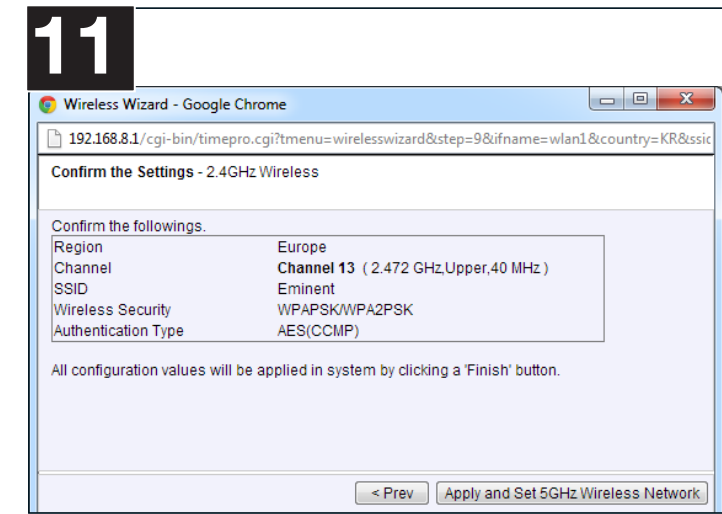 11
Wireless Wizard - Google Chrome
192.168.8.1/cgi-bin/timepro.cgi?tmenu=wirelesswizard&step=9&ifname=wlan1&country=KR&ssic
Confirm the Settings - 2.4GHz Wireless
Confirm the followings.
Region Europe
Channel Channel 13 ( 2.472 GHz,Upper,40 MHz )
SSID Eminent
Wireless Security WPAPSK/WPA2PSK
Authentication Type AES(CCMP)
All configuration values will be applied in system by clicking a 'Finish' button.
< Prev Apply and Set 5GHz Wireless Network